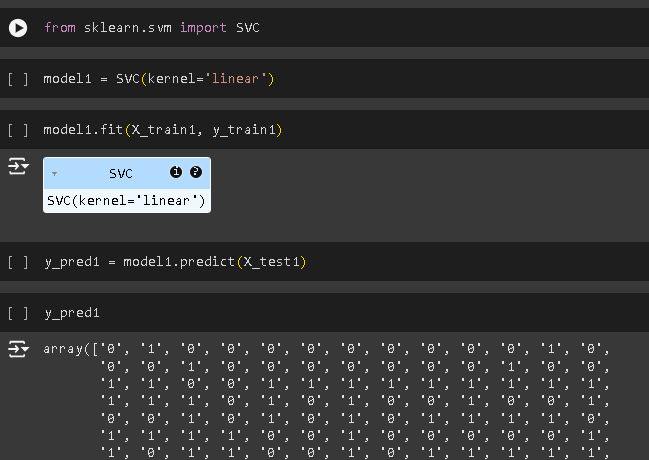 from sklearn.svm import SVC
[ ] model1 = SVC(kernel='linear')
[ ] model1.fit(X_train1, y_train1)
SVC i ?
SVC(kernel='linear')
[ ] y_pred1 = model1.predict(X_test1)
[ ] y_pred1
array(['0', '1', '0', '0', '0', '0', '0', '0', '0', '0', '0', '1', '0',
'0', '0', '1', '0', '0', '0', '0', '0', '0', '0', '1', '0', '0',
'1', '1', '0', '0', '1', '1', '1', '1', '1', '1', '1', '1', '1',
'1', '1', '1', '0', '1', '0', '1', '0', '0', '0', '1', '0', '0',
'0', '0', '1', '0', '1', '0', '1', '0', '1', '1', '1', '1', '0',
'1', '1', '1', '1', '0', '0', '1', '0', '0', '0', '0', '0', '1',
'1', '0', '1', '1', '0', '0', '1', '0', '1', '0', '1', '1', '1',